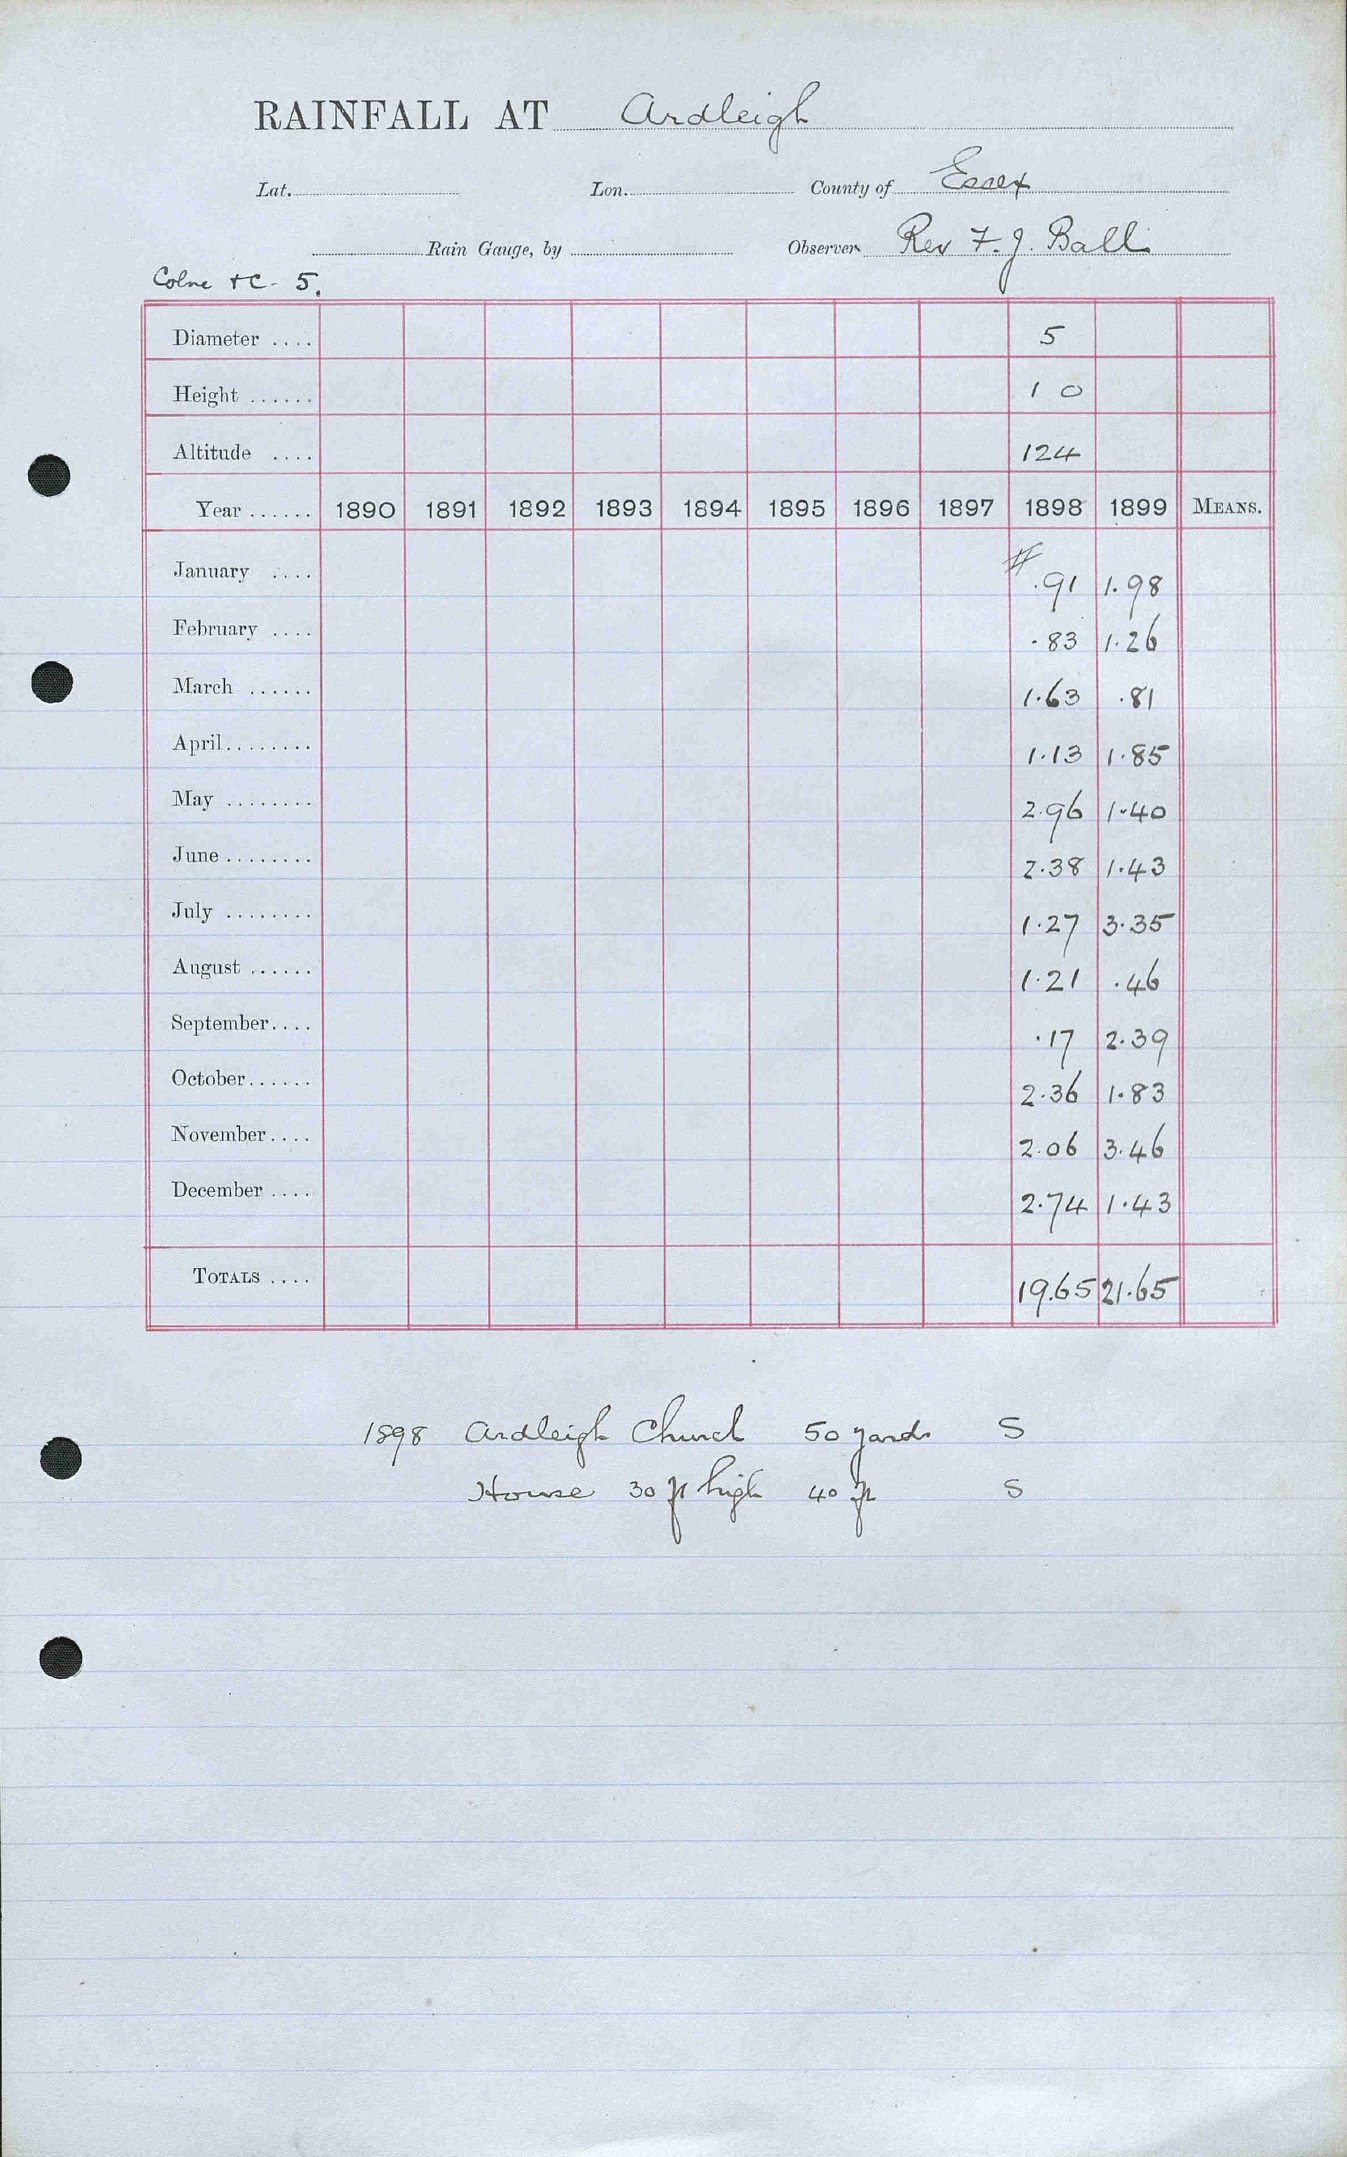 RAINFALL AT Ardleigh
Lat. Lon. County of Essex
Rain Gauge, by Observer Rev F. J. Ball
Colne + C- 5.
Diameter .... 5
Height ...... 1 0
Altitude .... 124
Year ...... 1890 1891 1892 1893 1894 1895 1896 1897 1898 1899 MEANS.
January .... # .91 1.98
February .... .83 1.26
March ...... 1.63 .81
April........ 1.13 1.85
May ........ 2.96 1.40
June ........ 2.38 1.43
July ........ 1.27 3.35
August ...... 1.21 .46
September.... .17 2.39
October...... 2.36 1.83
November.... 2.06 3.46
December .... 2.74 1.43
TOTALS .... 19.65 21.65
1898 Ardleigh Church 50 yards S
House 30 ft high 40 ft S